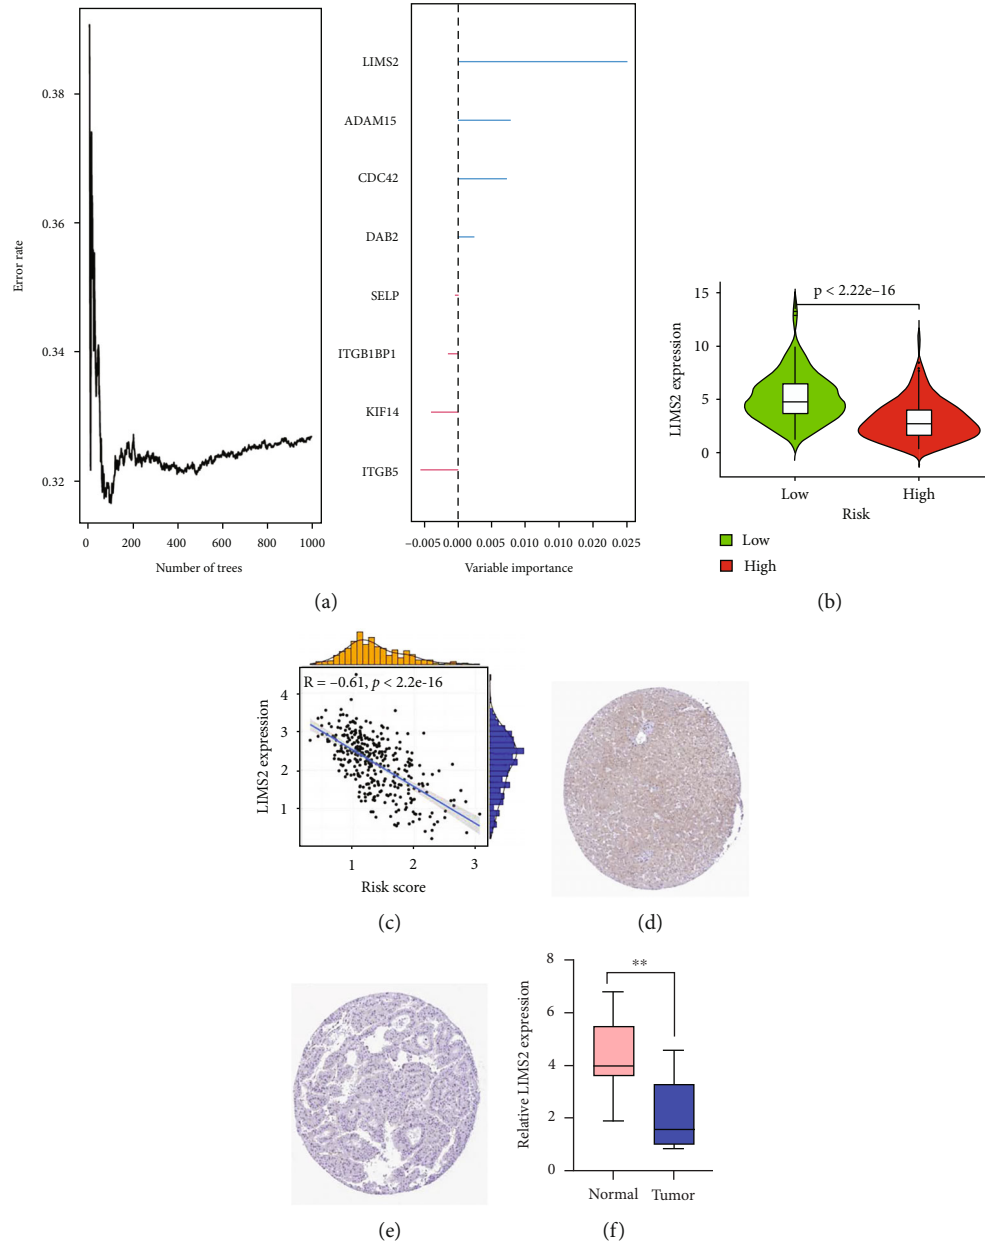 0.38
0.36
0.34
0.32
Error rate
0 200 400 600 800 1000
Number of trees
LIMS2
ADAM15
CDC42
DAB2
SELP
ITGB1BP1
KIF14
ITGB5
−0.005 0.000 0.005 0.010 0.010 0.020 0.025
Variable importance
(a)
15
10
5
0
LIMS2 expression
p < 2.22e−16
Low High
Risk
Low
High
(b)
R = −0.61, p < 2.2e-16
4
3
2
1
LIMS2 expression
1 2 3
Risk score
(c)
(d)
(e)
8
6
4
2
0
Relative LIMS2 expression
**
Normal Tumor
(f)